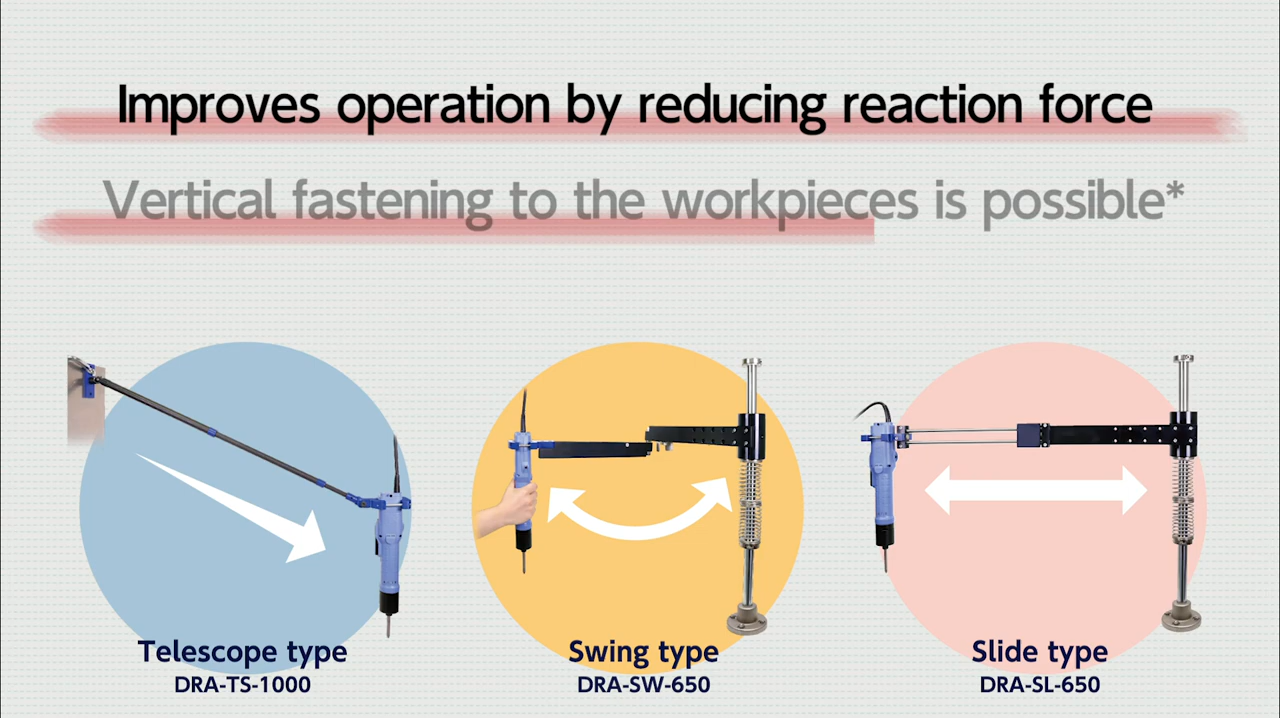 Improves operation by reducing reaction force
Vertical fastening to the workpieces is possible*
Telescope type
DRA-TS-1000
Swing type
DRA-SW-650
Slide type
DRA-SL-650